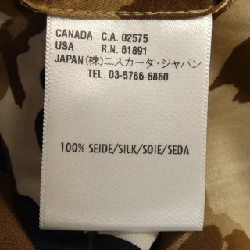 CANADA C.A. 02575
USA R.N. 81891
JAPAN(株)ニスカータ・ジャパン
TEL 03-5766-6860
100% SEIDE/SILK/SOIE/SEDA